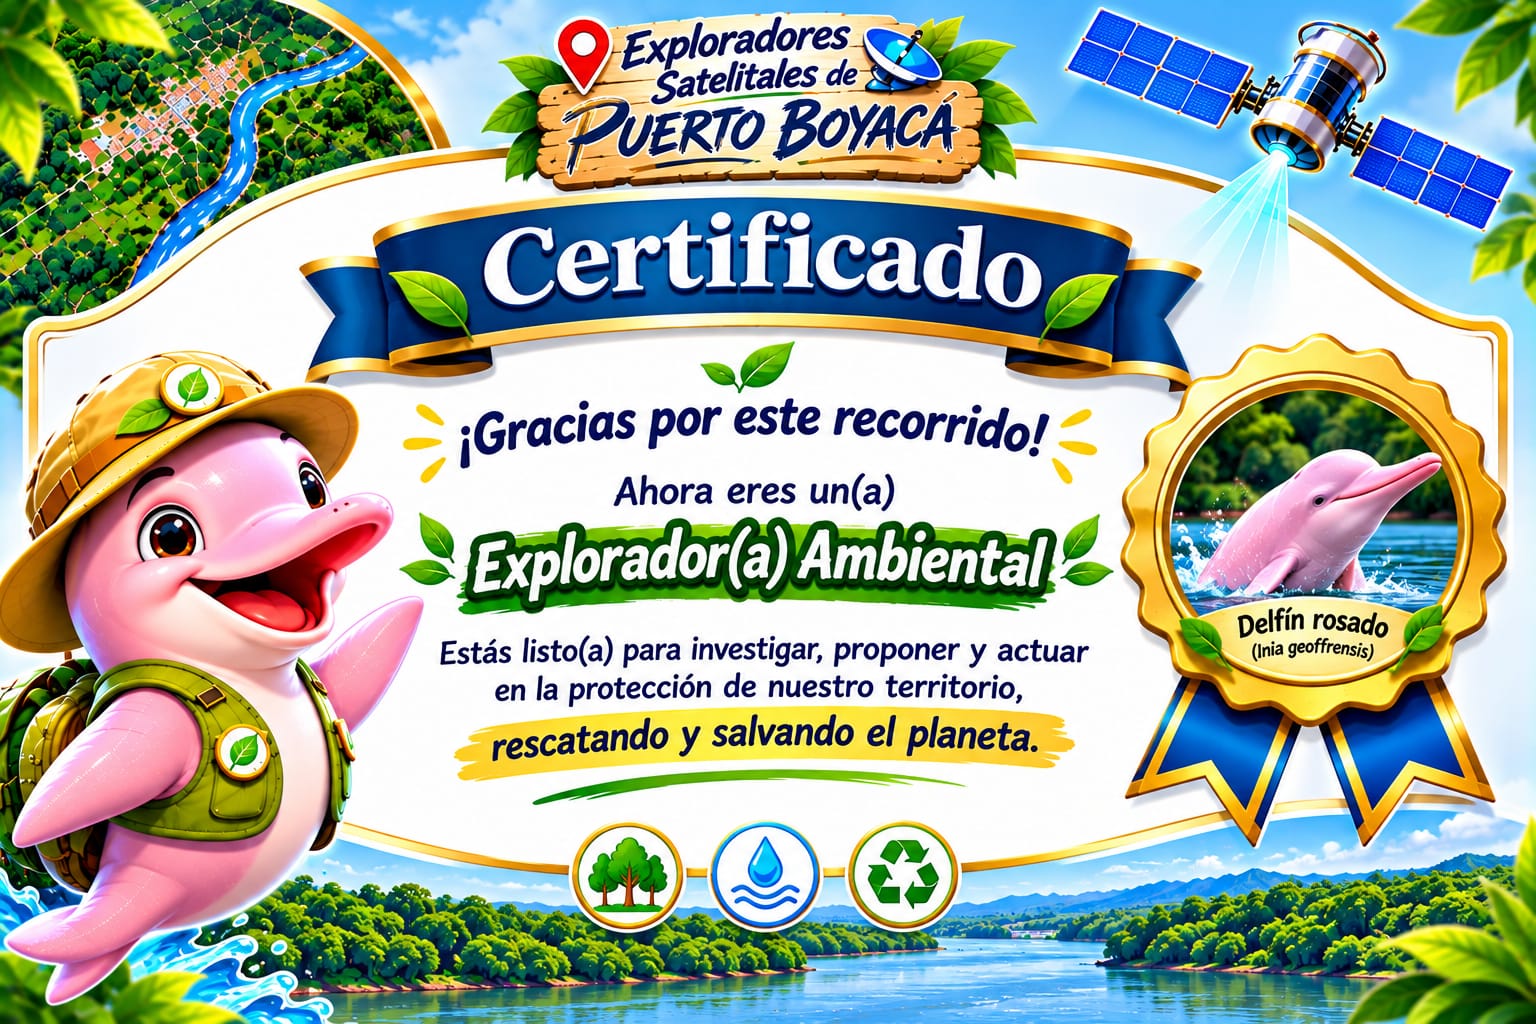 Exploradores
Satelitales de
PUERTO BOYACÁ
Certificado
¡Gracias por este recorrido!
Ahora eres un(a)
Explorador(a) Ambiental
Estás listo(a) para investigar, proponer y actuar
en la protección de nuestro territorio,
rescatando y salvando el planeta.
Delfín rosado
(Inia geoffrensis)